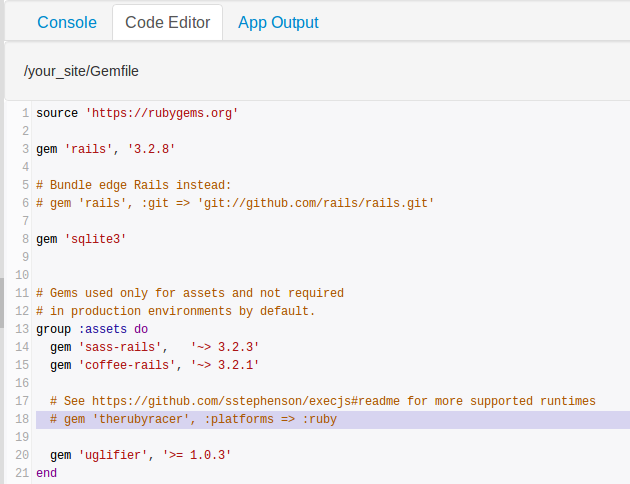 Console Code Editor App Output
/your_site/Gemfile
1 source 'https://rubygems.org'
2
3 gem 'rails', '3.2.8'
4
5 # Bundle edge Rails instead:
6 # gem 'rails', :git => 'git://github.com/rails/rails.git'
7
8 gem 'sqlite3'
9
10
11 # Gems used only for assets and not required
12 # in production environments by default.
13 group :assets do
14   gem 'sass-rails',   '~> 3.2.3'
15   gem 'coffee-rails', '~> 3.2.1'
16
17   # See https://github.com/sstephenson/execjs#readme for more supported runtimes
18   # gem 'therubyracer', :platforms => :ruby
19
20   gem 'uglifier', '>= 1.0.3'
21 end